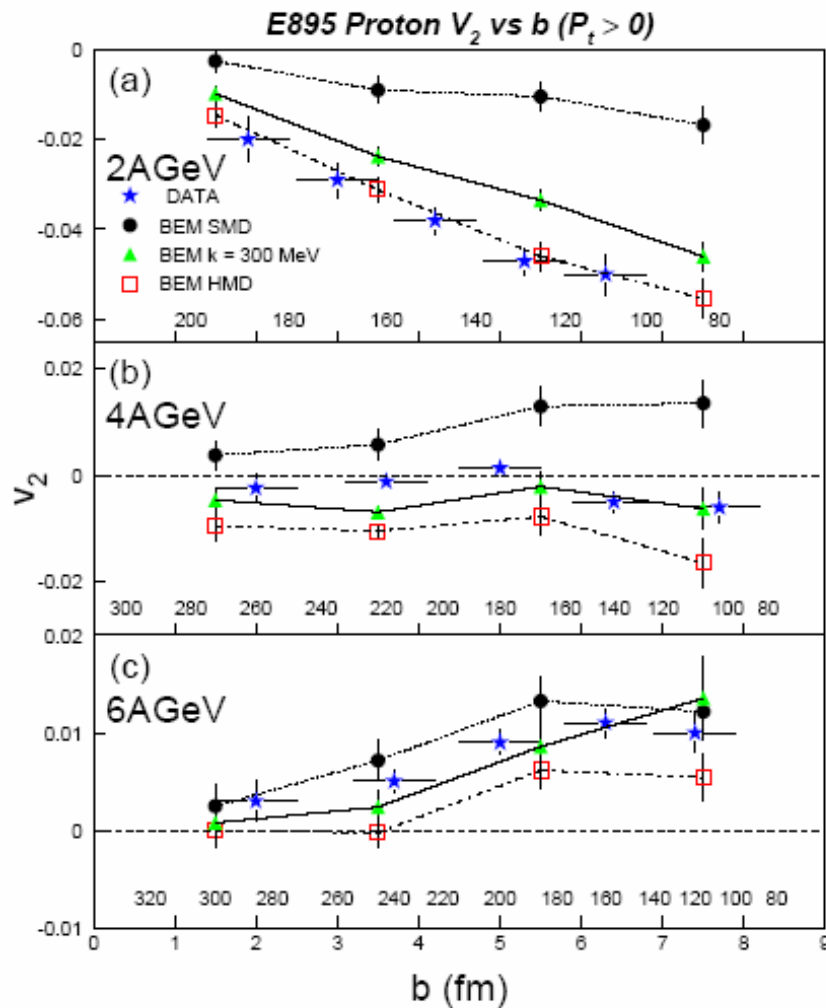 E895 Proton V2 vs b (Pt > 0)
0
(a)
-0.02
2AGeV
DATA
BEM SMD
-0.04
BEM k = 300 MeV
BEM HMD
-0.06
200 180 160 140 120 100 80
(b)
0.02
4AGeV
0
v2
-0.02
300 280 260 240 220 200 180 160 140 120 100 80
0.02
(c)
6AGeV
0.01
0
320 300 280 260 240 220 200 180 160 140 120 100 80
-0.01
0 1 2 3 4 5 6 7 8 9
b (fm)